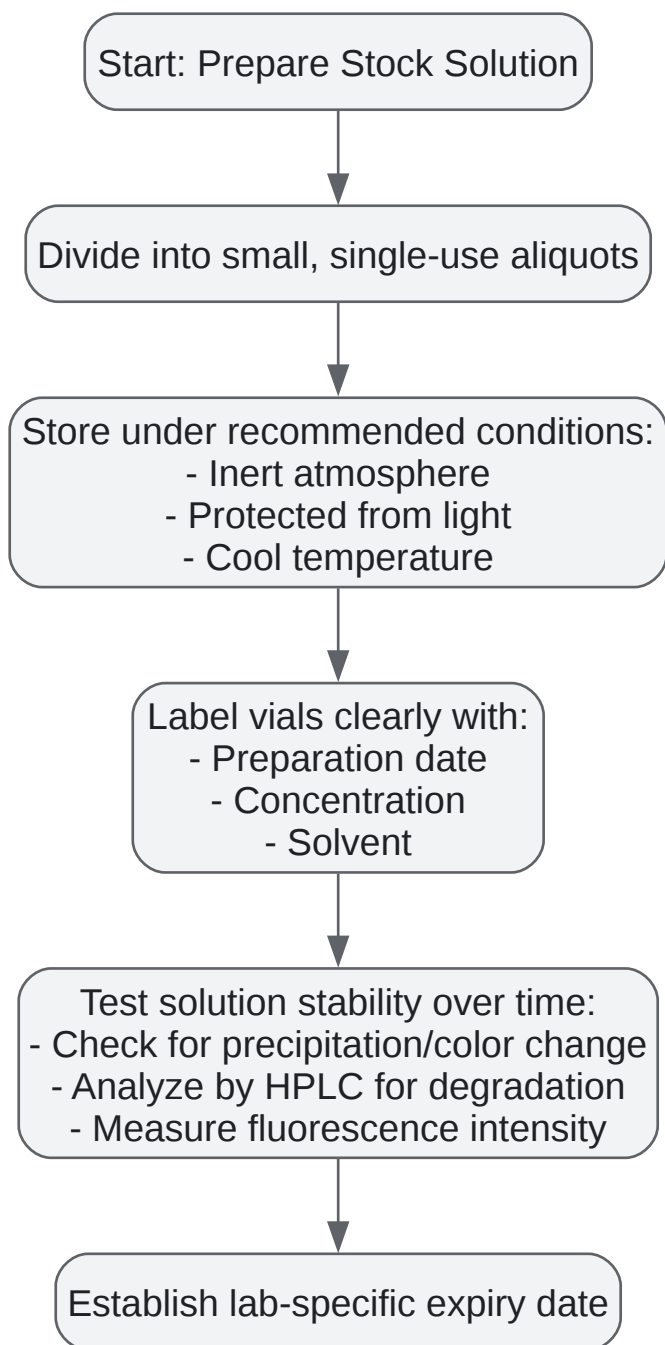 Start: Prepare Stock Solution
Divide into small, single-use aliquots
Store under recommended conditions:
- Inert atmosphere
- Protected from light
- Cool temperature
Label vials clearly with:
- Preparation date
- Concentration
- Solvent
Test solution stability over time:
- Check for precipitation/color change
- Analyze by HPLC for degradation
- Measure fluorescence intensity
Establish lab-specific expiry date